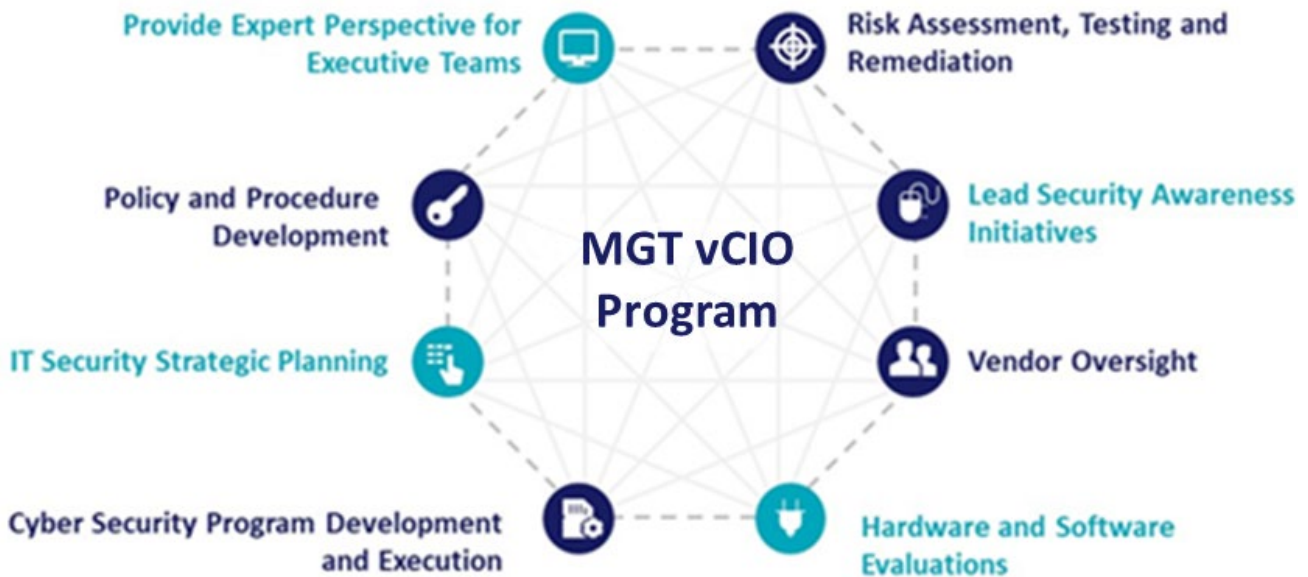 Provide Expert Perspective for
Executive Teams
Risk Assessment, Testing and
Remediation
Policy and Procedure
Development
Lead Security Awareness
Initiatives
MGT vCIO
Program
IT Security Strategic Planning
Vendor Oversight
Cyber Security Program Development
and Execution
Hardware and Software
Evaluations